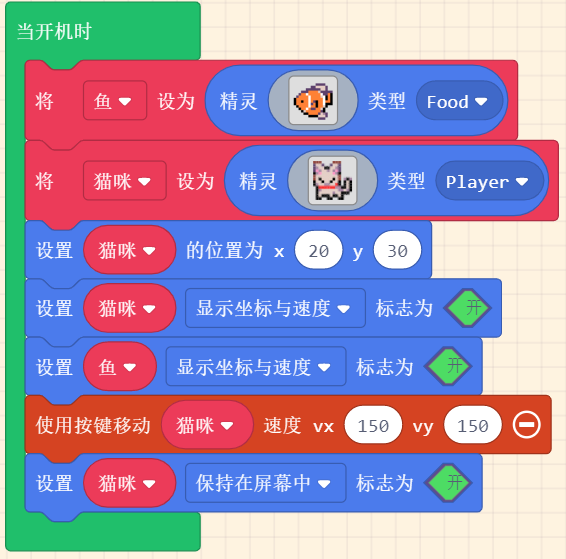 当开机时
将 鱼 设为 精灵 类型 Food
将 猫咪 设为 精灵 类型 Player
设置 猫咪 的位置为 x 20 y 30
设置 猫咪 显示坐标与速度 标志为 开
设置 鱼 显示坐标与速度 标志为 开
使用按键移动 猫咪 速度 vx 150 vy 150
设置 猫咪 保持在屏幕中 标志为 开